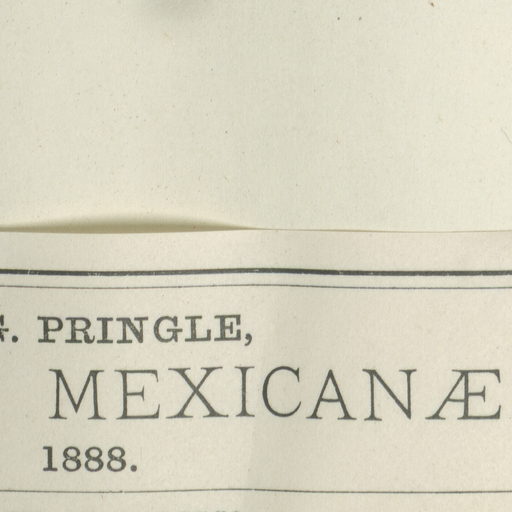 G. PRINGLE,
MEXICANÆ
1888.